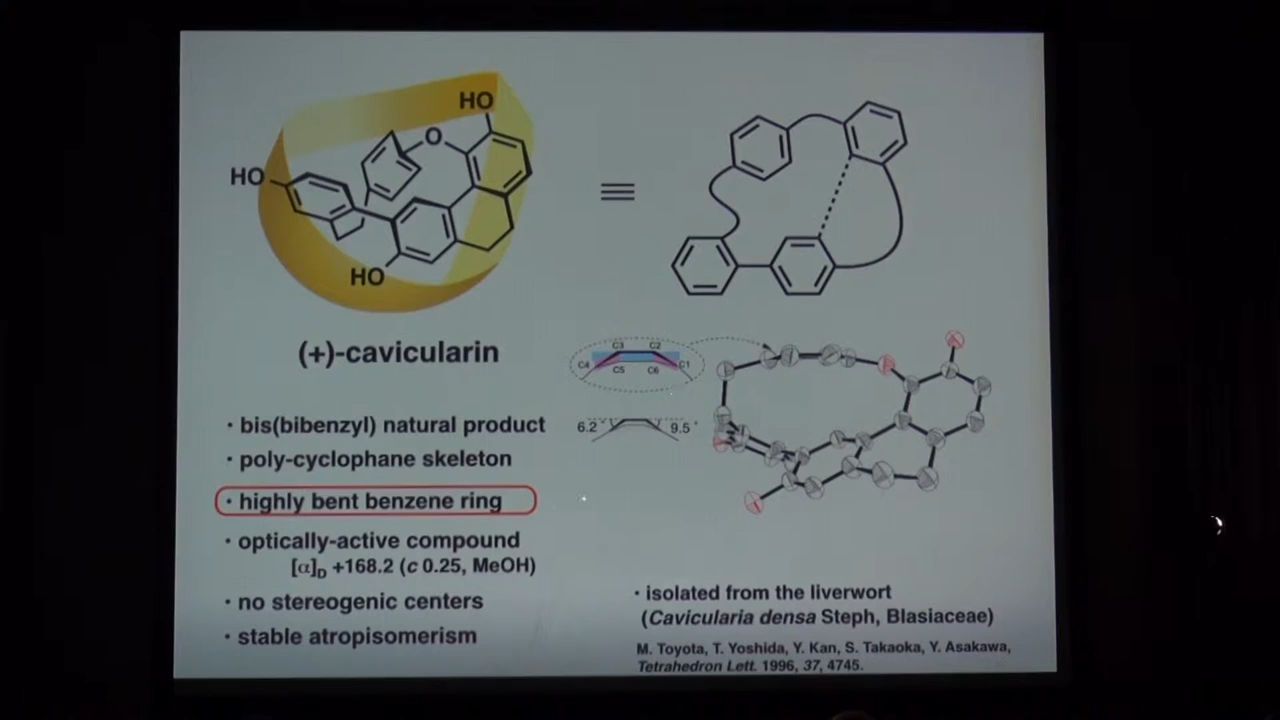 HO
O
HO
HO
(+)-cavicularin
· bis(bibenzyl) natural product
· poly-cyclophane skeleton
· highly bent benzene ring
· optically-active compound
[α]D +168.2 (c 0.25, MeOH)
· no stereogenic centers
· stable atropisomerism
≡
C3 C2
C4 C5 C6 C1
6.2° 9.5°
· isolated from the liverwort
(Cavicularia densa Steph, Blasiaceae)
M. Toyota, T. Yoshida, Y. Kan, S. Takaoka, Y. Asakawa,
Tetrahedron Lett. 1996, 37, 4745.